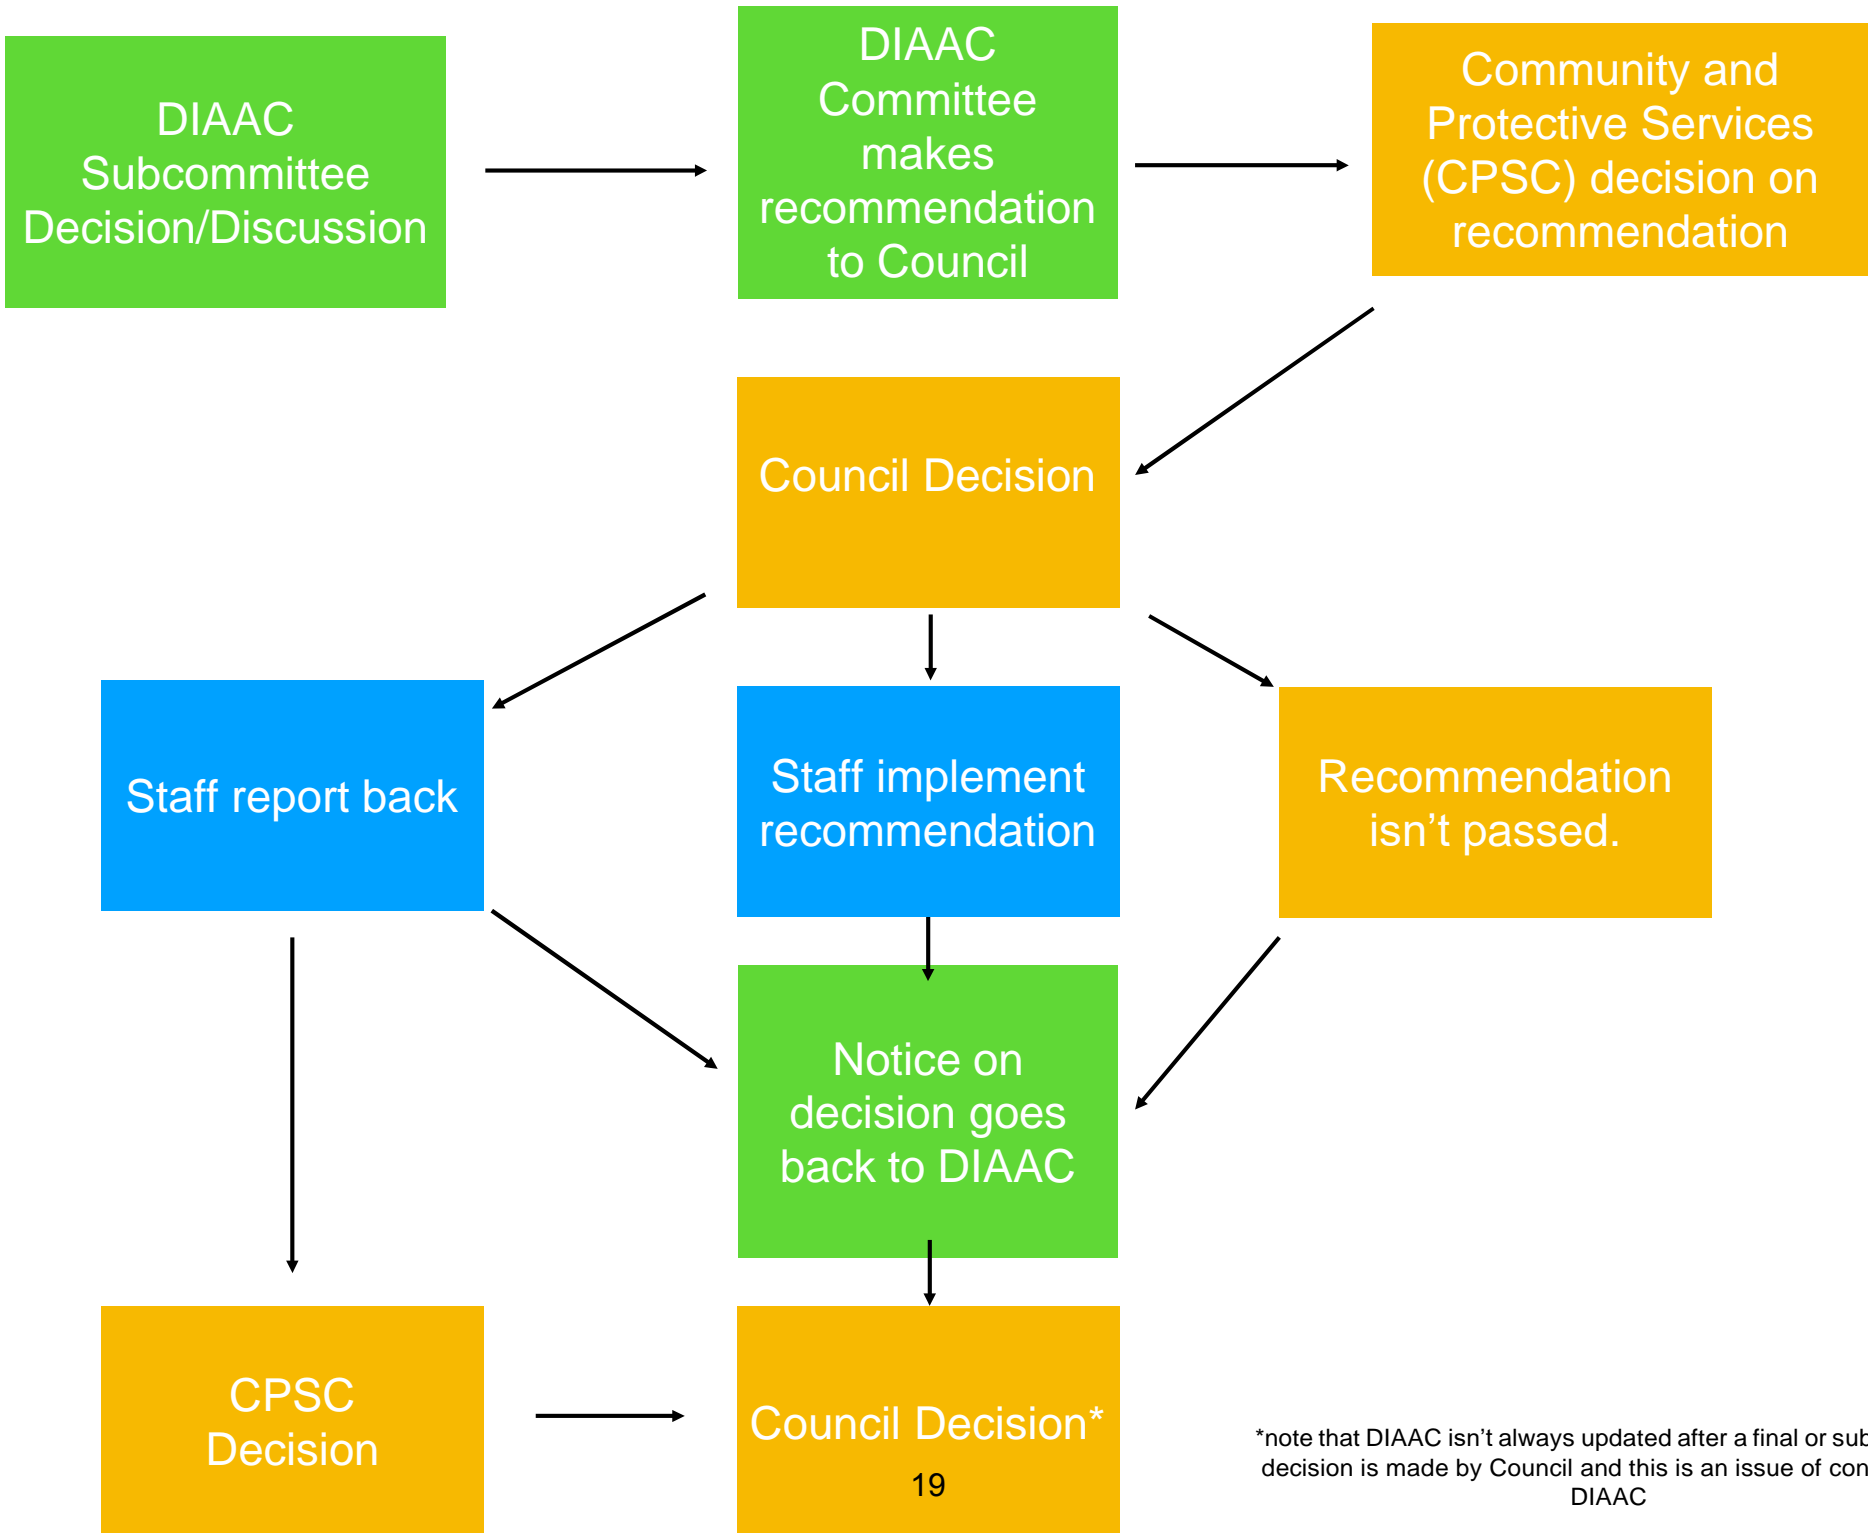 DIAAC
Subcommittee
Decision/Discussion
DIAAC
Committee
makes
recommendation
to Council
Community and
Protective Services
(CPSC) decision on
recommendation
Council Decision
Staff report back
Staff implement
recommendation
Recommendation
isn’t passed.
Notice on
decision goes
back to DIAAC
CPSC
Decision
Council Decision*
19
*note that DIAAC isn’t always updated after a final or
decision is made by Council and this is an issue of
DIAAC